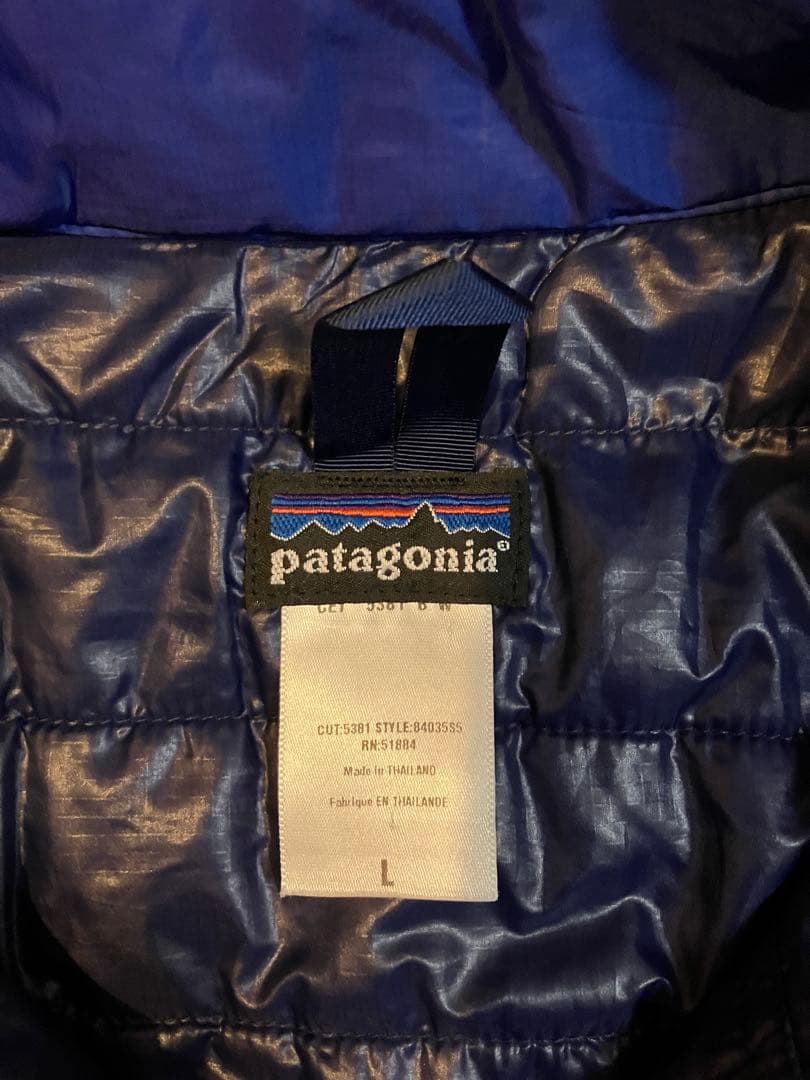 patagonia®
CUT:5381 STYLE:84035S5
RN:51884
Made in THAILAND
Fabrique EN THAILANDE
L